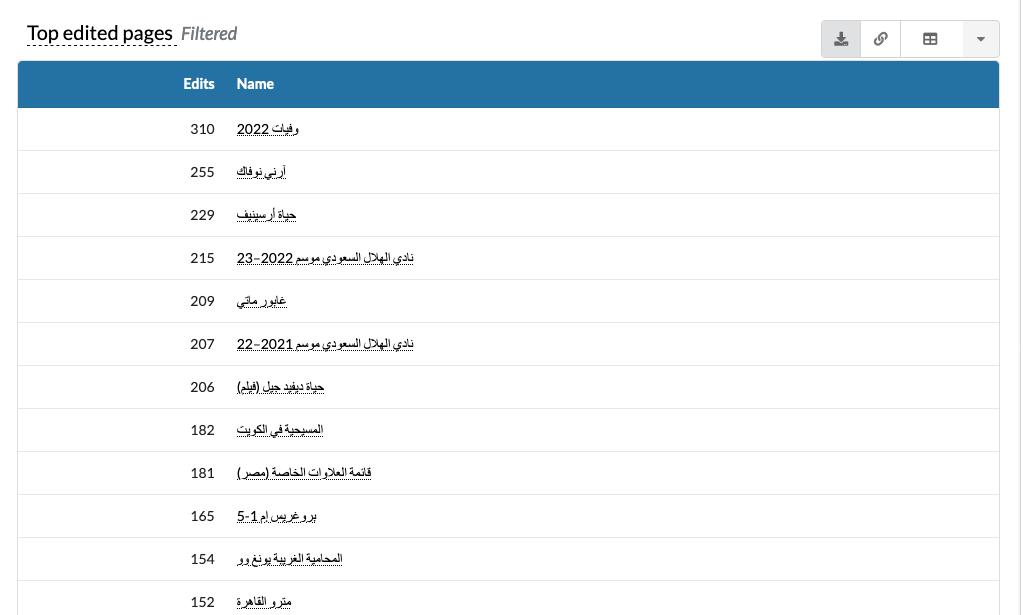 Top edited pages Filtered
Edits Name
310 وفيات 2022
255 آرني نوفاك
229 حياة أرسينيف
215 نادي الهلال السعودي موسم 2022–23
209 غابور ماتي
207 نادي الهلال السعودي موسم 2021–22
206 حياة ديفيد جيل (فيلم)
182 المسيحية في الكويت
181 قائمة العلاوات الخاصة (مصر)
165 بروغريس إم 1-5
154 المحامية الغريبة يونغ وو
152 مترو القاهرة